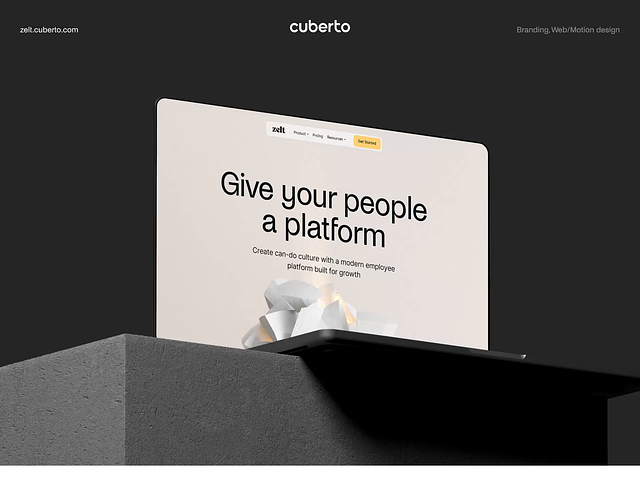 zelt.cuberto.com
cuberto
Branding, Web/Motion design
zelt
Product
Pricing
Resources
Get Started
Give your people
a platform
Create can-do culture with a modern employee
platform built for growth